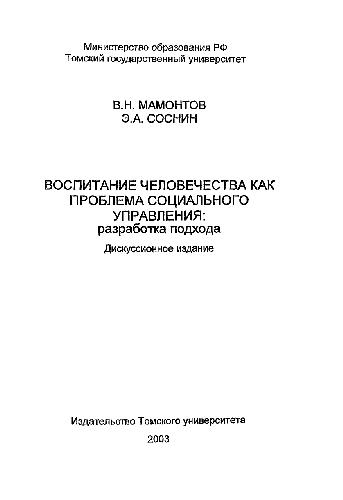 Министерство образования РФ
Томский государственный университет
В.Н. МАМОНТОВ
Э.А. СОСНИН
ВОСПИТАНИЕ ЧЕЛОВЕЧЕСТВА КАК
ПРОБЛЕМА СОЦИАЛЬНОГО
УПРАВЛЕНИЯ:
разработка подхода
Дискуссионное издание
Издательство Томского университета
2003